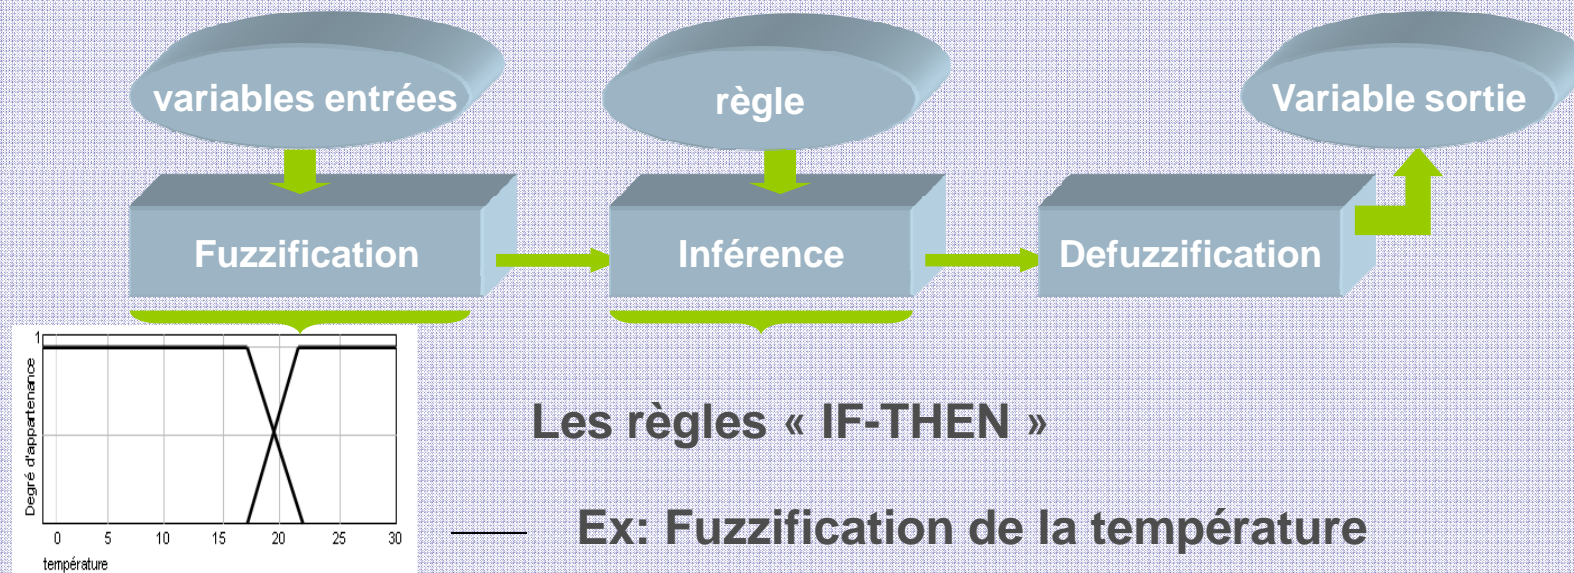 variables entrées
règle
Variable sortie
Fuzzification
Inférence
Defuzzification
1
Degré d'appartenance
0 5 10 15 20 25 30
température
Les règles « IF-THEN »
Ex: Fuzzification de la température